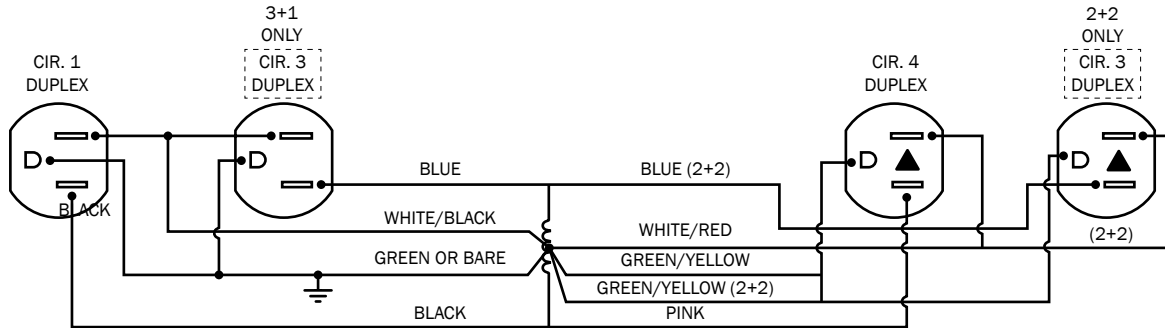 3+1
ONLY
2+2
ONLY
CIR. 1
DUPLEX
CIR. 3
DUPLEX
CIR. 4
DUPLEX
CIR. 3
DUPLEX
BLUE
BLUE (2+2)
BLACK
WHITE/BLACK
WHITE/RED
(2+2)
GREEN OR BARE
GREEN/YELLOW
GREEN/YELLOW (2+2)
BLACK
PINK